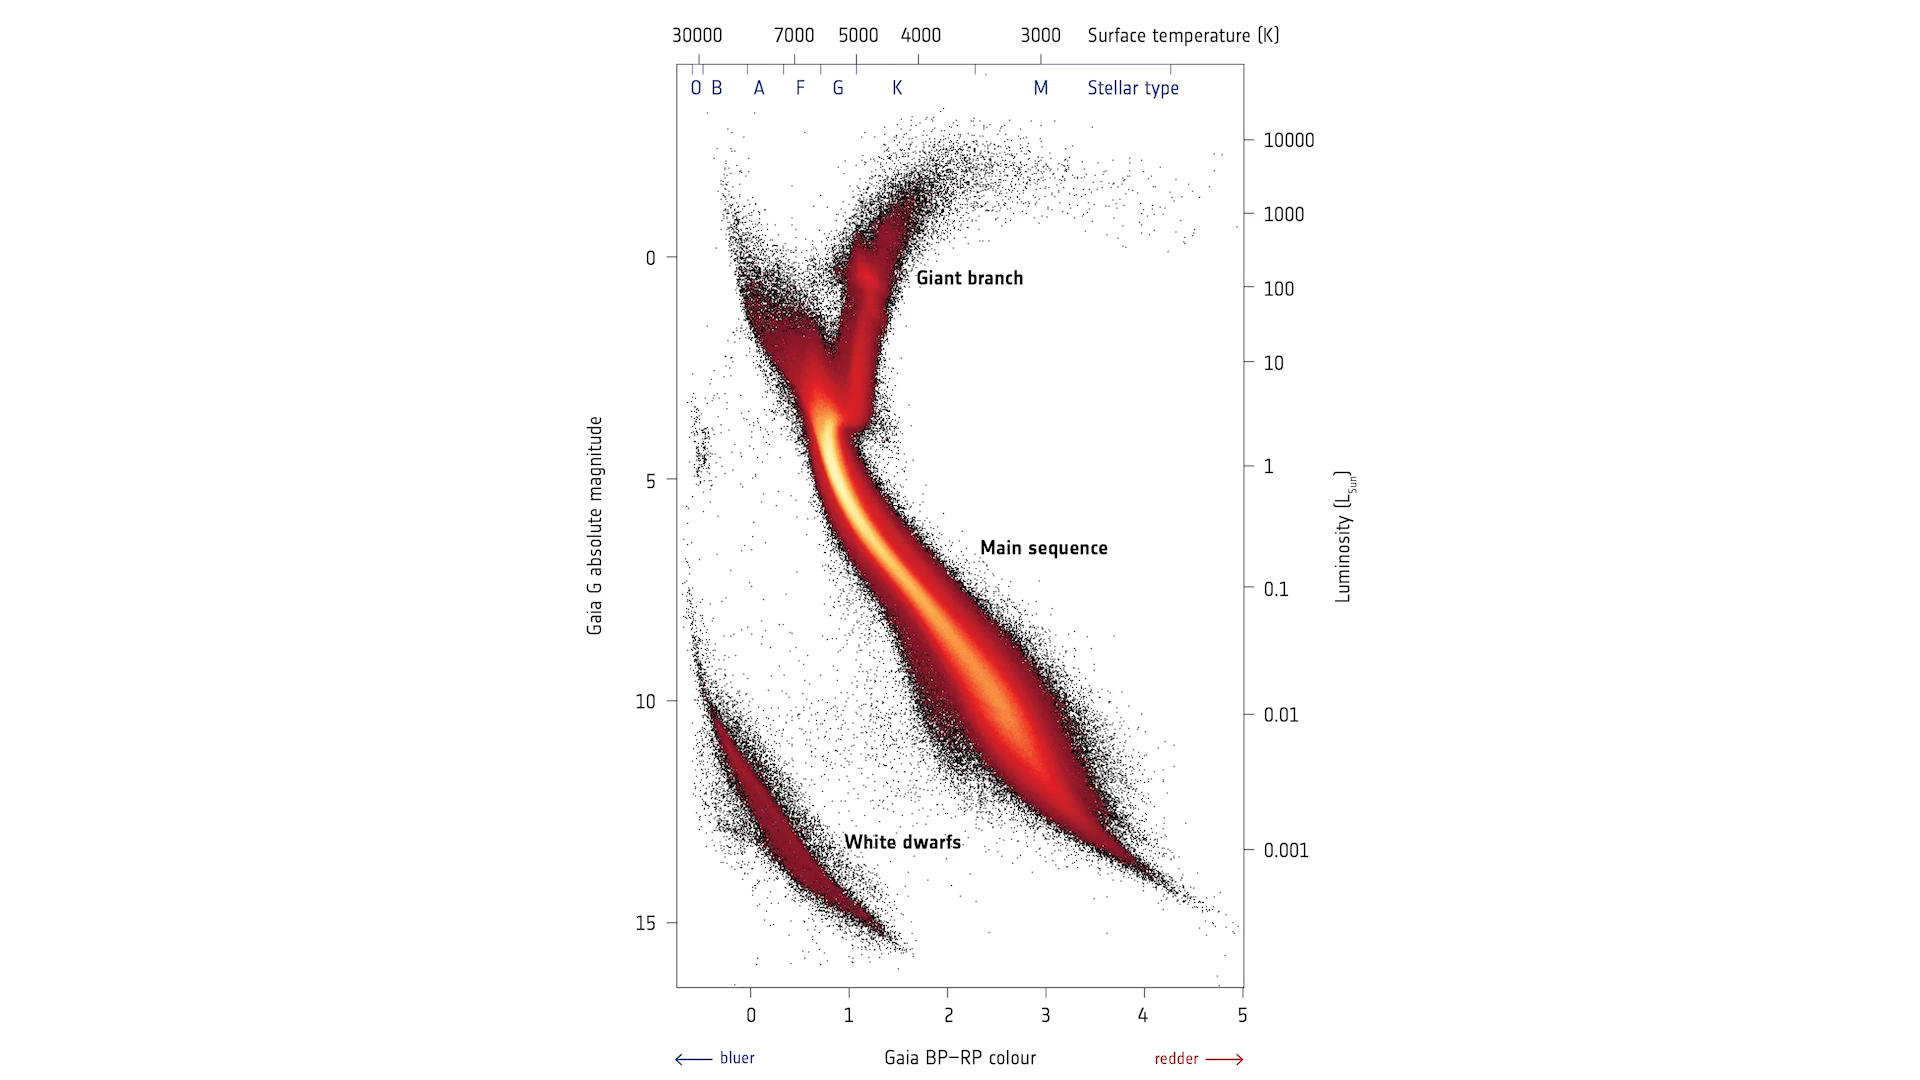 30000 7000 5000 4000 3000 Surface temperature (K)
O B A F G K M Stellar type
10000
1000
0
Giant branch
100
10
1
5
Gaia G absolute magnitude
Luminosity (LSun)
Main sequence
0.1
10
0.01
White dwarfs
0.001
15
0 1 2 3 4 5
bluer Gaia BP–RP colour redder